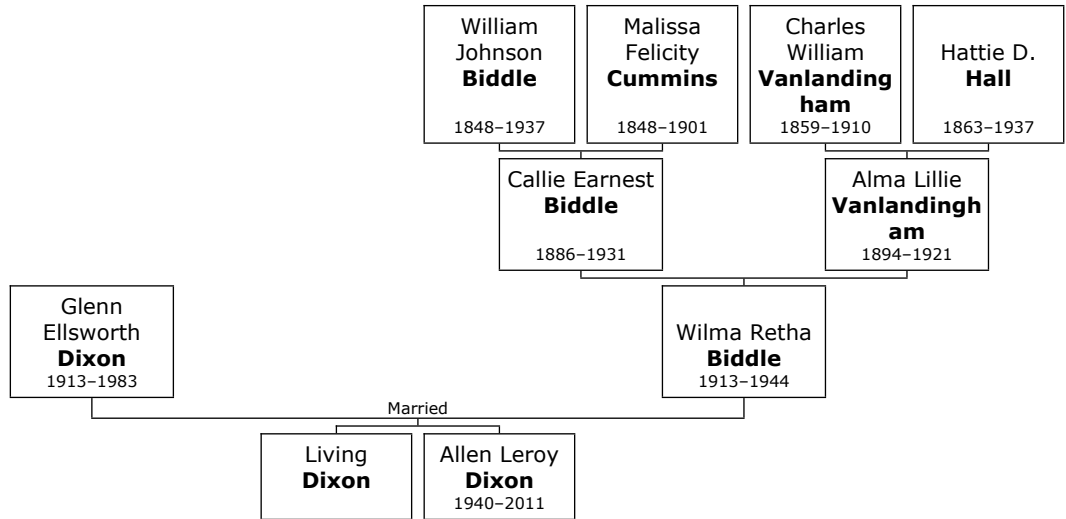 William
Johnson
Biddle
1848–1937
Malissa
Felicity
Cummins
1848–1901
Charles
William
Vanlanding
ham
1859–1910
Hattie D.
Hall
1863–1937
Callie Earnest
Biddle
1886–1931
Alma Lillie
Vanlandingh
am
1894–1921
Glenn
Ellsworth
Dixon
1913–1983
Wilma Retha
Biddle
1913–1944
Married
Living
Dixon
Allen Leroy
Dixon
1940–2011